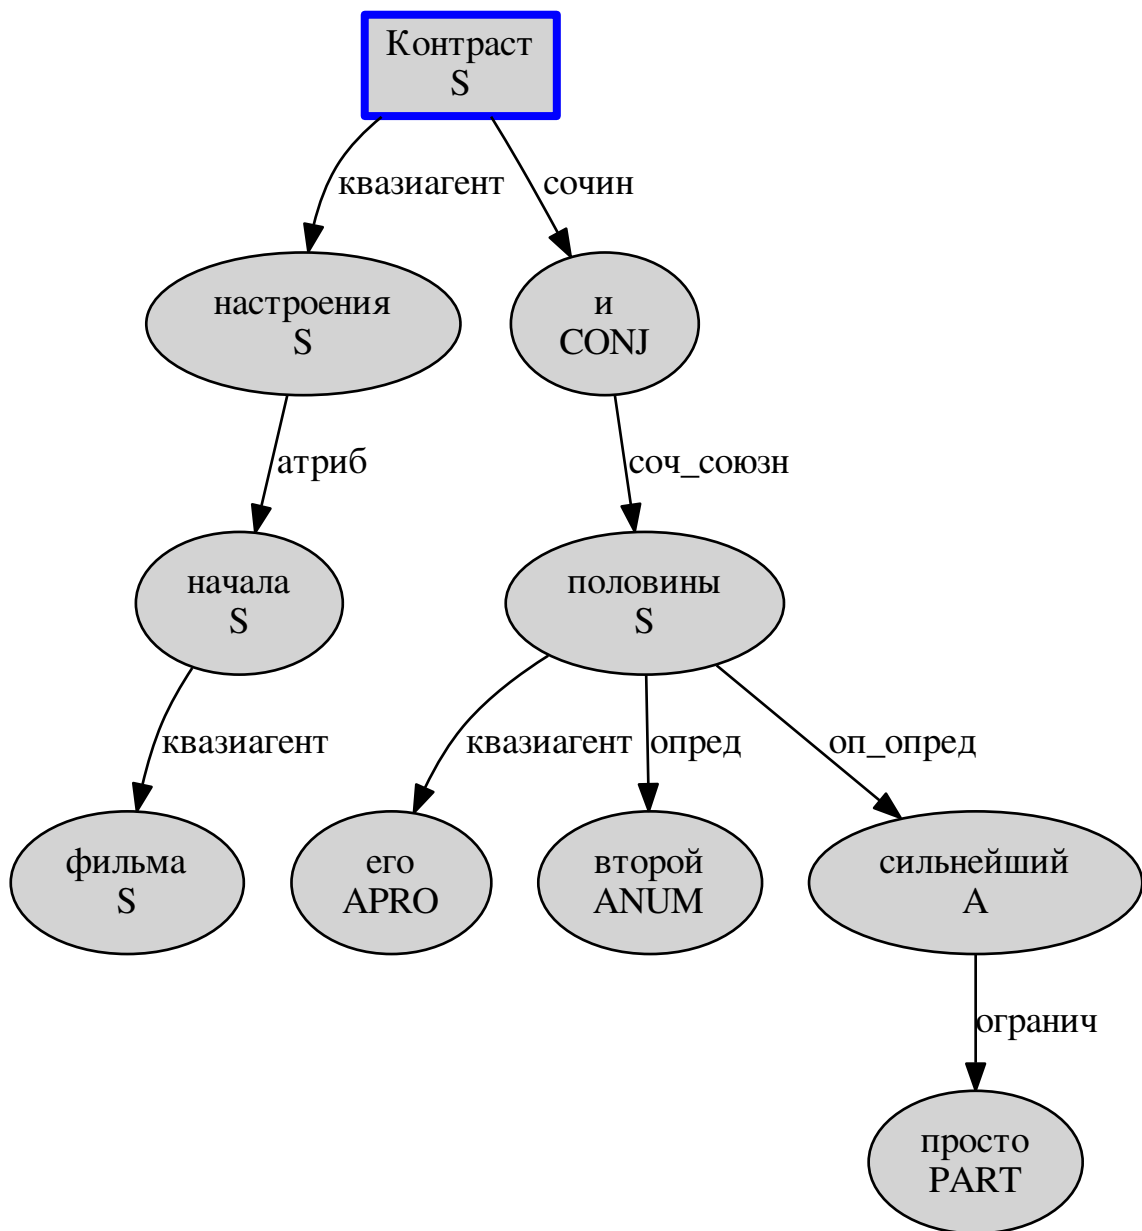 Контраст
S
квазиагент
сочин
настроения
S
и
CONJ
атриб
соч_союзн
начала
S
половины
S
квазиагент
квазиагент
опред
оп_опред
фильма
S
его
APRO
второй
ANUM
сильнейший
A
огранич
просто
PART